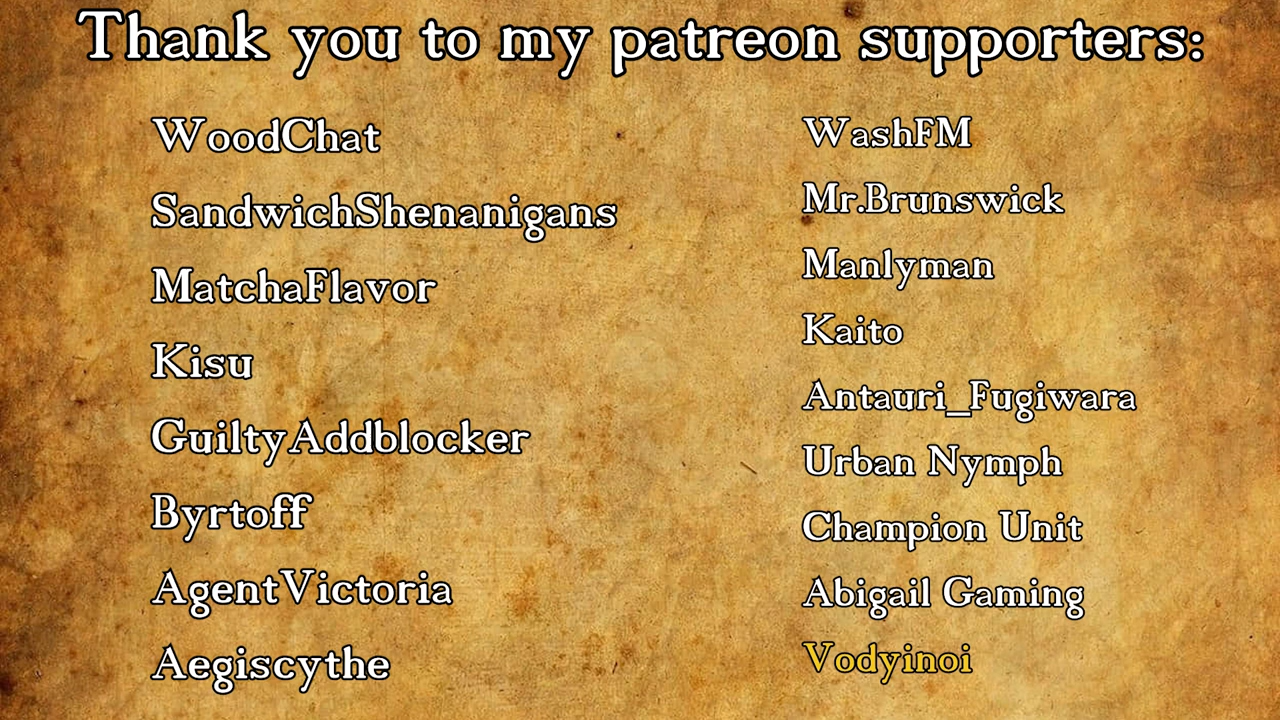 Thank you to my patreon supporters:
WoodChat
SandwichShenanigans
MatchaFlavor
Kisu
GuiltyAddblocker
Byrtoff
AgentVictoria
Aegiscythe
WashFM
Mr.Brunswick
Manlyman
Kaito
Antauri_Fugiwara
Urban Nymph
Champion Unit
Abigail Gaming
Vodyinoi